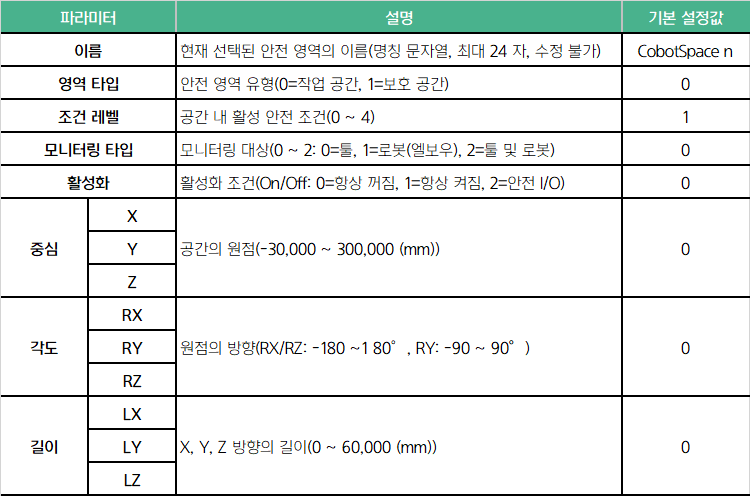 파라미터 설명 기본 설정값
이름 현재 선택된 안전 영역의 이름(명칭 문자열, 최대 24 자, 수정 불가) CobotSpace n
영역 타입 안전 영역 유형(0=작업 공간, 1=보호 공간) 0
조건 레벨 공간 내 활성 안전 조건(0 ~ 4) 1
모니터링 타입 모니터링 대상(0 ~ 2: 0=툴, 1=로봇(엘보우), 2=툴 및 로봇) 0
활성화 활성화 조건(On/Off: 0=항상 꺼짐, 1=항상 켜짐, 2=안전 I/O) 0
X
중심 Y 공간의 원점(-30,000 ~ 300,000 (mm)) 0
Z
RX
각도 RY 원점의 방향(RX/RZ: -180 ~1 80° , RY: -90 ~ 90° ) 0
RZ
LX
길이 LY X, Y, Z 방향의 길이(0 ~ 60,000 (mm)) 0
LZ